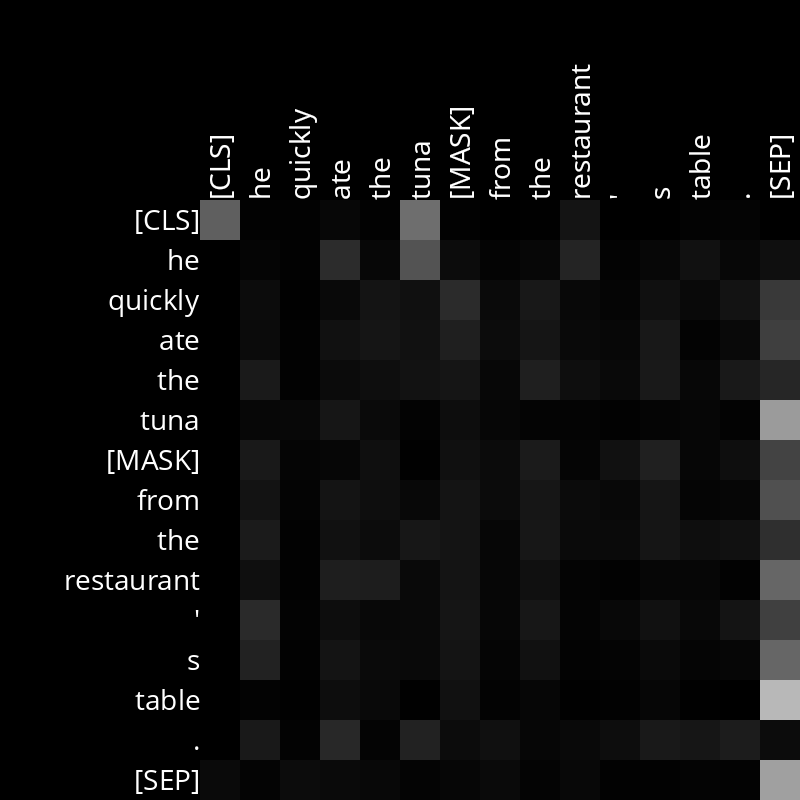 [CLS] he quickly ate the tuna [MASK] from the restaurant ' s table . [SEP]
[CLS]
he
quickly
ate
the
tuna
[MASK]
from
the
restaurant
'
s
table
.
[SEP]